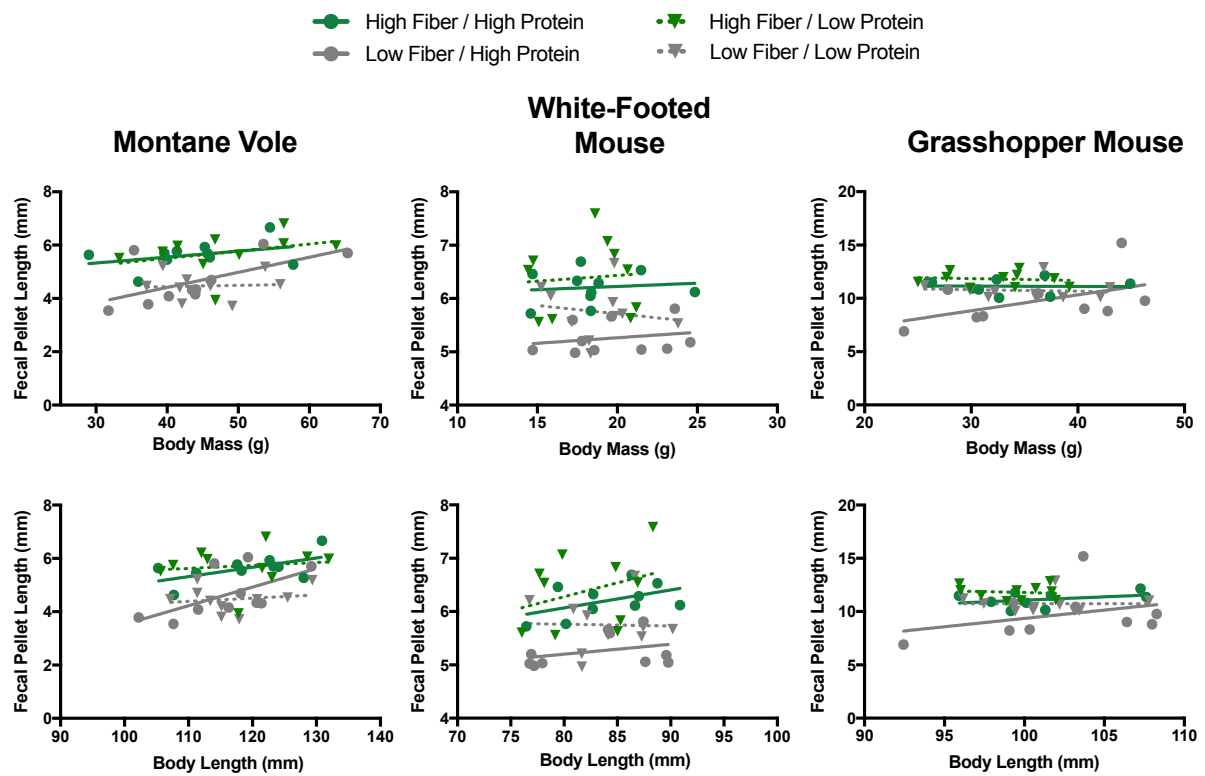 High Fiber / High Protein
High Fiber / Low Protein
Low Fiber / High Protein
Low Fiber / Low Protein
Montane Vole
White-Footed
Mouse
Grasshopper Mouse
Fecal Pellet Length (mm)
8
6
4
2
0
30 40 50 60 70
Body Mass (g)
Fecal Pellet Length (mm)
8
7
6
5
4
10 15 20 25 30
Body Mass (g)
Fecal Pellet Length (mm)
20
15
10
5
0
20 30 40 50
Body Mass (g)
Fecal Pellet Length (mm)
8
6
4
2
0
90 100 110 120 130 140
Body Length (mm)
Fecal Pellet Length (mm)
8
7
6
5
4
70 75 80 85 90 95 100
Body Length (mm)
Fecal Pellet Length (mm)
20
15
10
5
0
90 95 100 105 110
Body Length (mm)